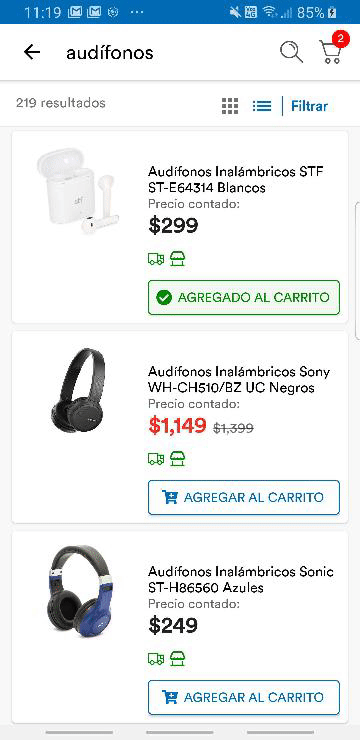 11:19
85%
audífonos
2
219 resultados
Filtrar
Audífonos Inalámbricos STF
ST-E64314 Blancos
Precio contado:
$299
AGREGADO AL CARRITO
Audífonos Inalámbricos Sony
WH-CH510/BZ UC Negros
Precio contado:
$1,149 $1,399
AGREGAR AL CARRITO
Audífonos Inalámbricos Sonic
ST-H86560 Azules
Precio contado:
$249
AGREGAR AL CARRITO